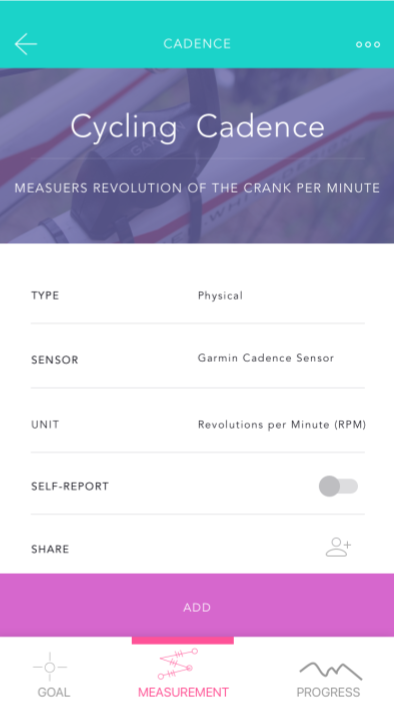 CADENCE
Cycling Cadence
MEASUERS REVOLUTION OF THE CRANK PER MINUTE
TYPE Physical
SENSOR Garmin Cadence Sensor
UNIT Revolutions per Minute (RPM)
SELF-REPORT
SHARE
ADD
GOAL MEASUREMENT PROGRESS